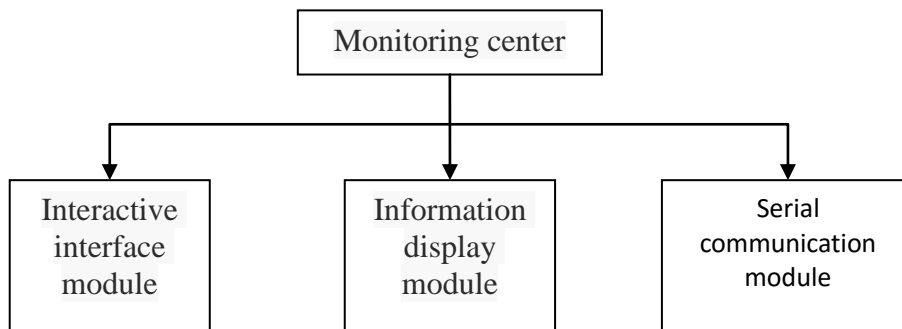 Monitoring center
Interactive
interface
module
Information
display
module
Serial
communication
module